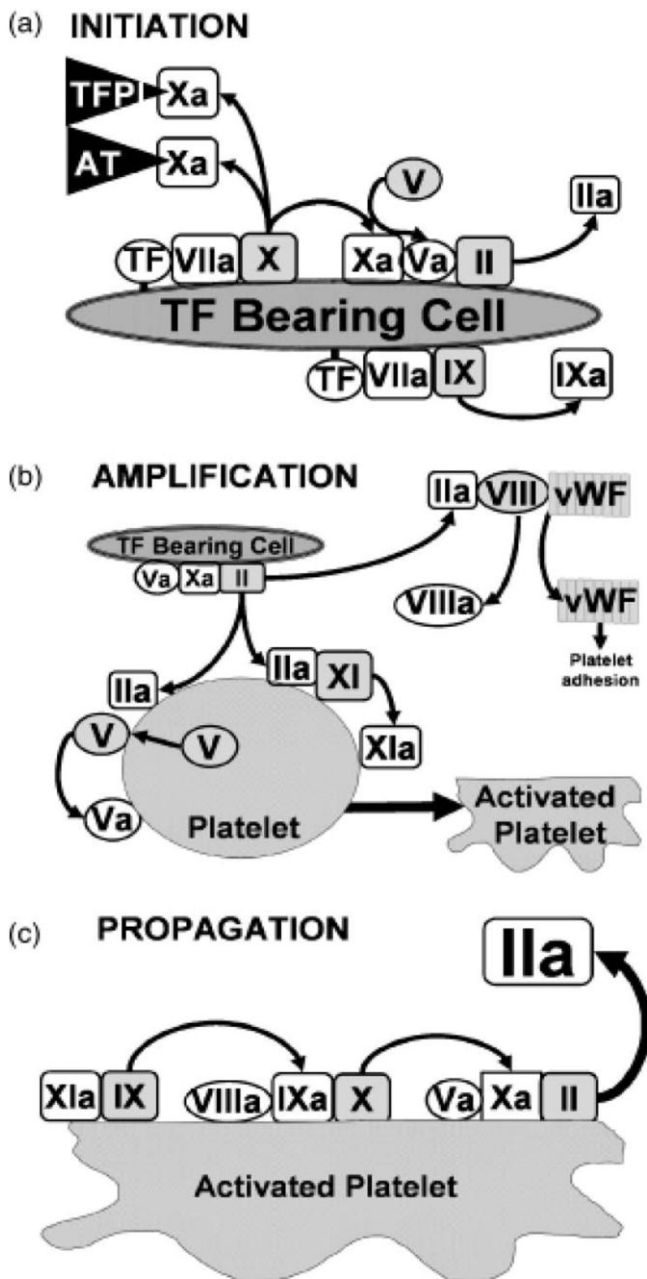 (a) INITIATION
TFPI Xa
AT Xa
V
IIa
TF VIIa X Xa Va II
TF Bearing Cell
TF VIIa IX IXa
(b) AMPLIFICATION
IIa VIII vWF
TF Bearing Cell
Va Xa II
VIIIa vWF
Platelet
adhesion
IIa IIa XI
V V XIa
Va Platelet
Activated
Platelet
(c) PROPAGATION
IIa
XIa IX VIIIa IXa X Va Xa II
Activated Platelet